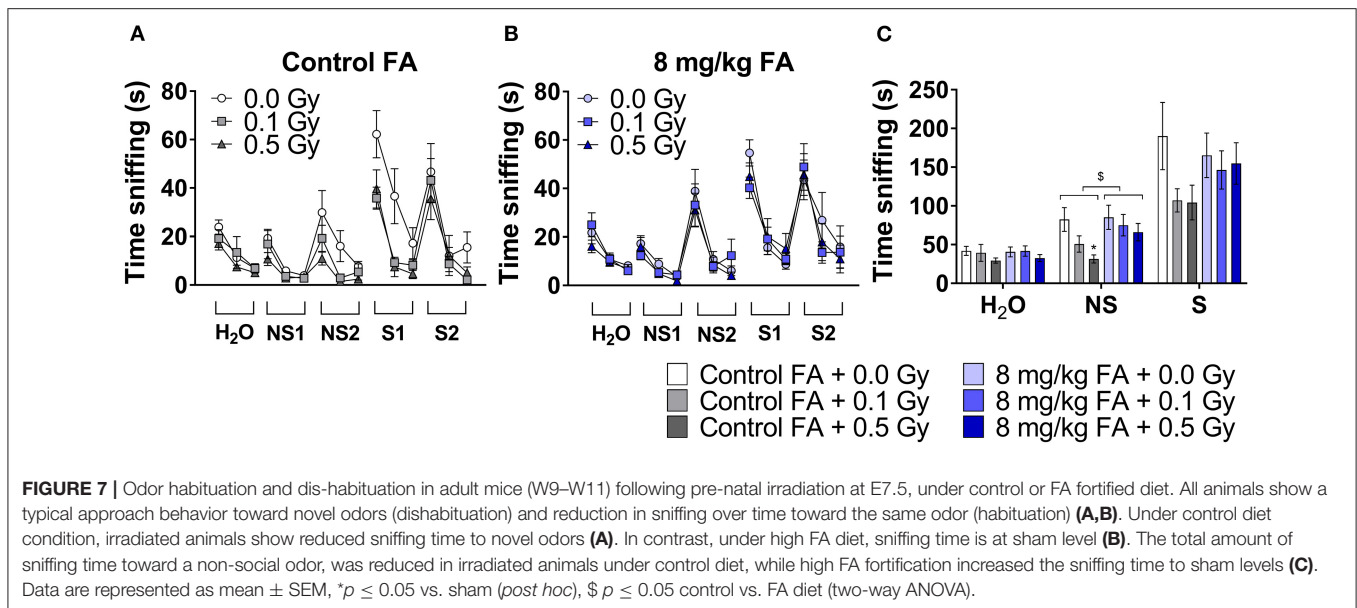 A
Control FA
Time sniffing (s)
80
60
40
20
0
0.0 Gy
0.1 Gy
0.5 Gy
H₂O NS1 NS2 S1 S2
B
8 mg/kg FA
Time sniffing (s)
80
60
40
20
0
0.0 Gy
0.1 Gy
0.5 Gy
H₂O NS1 NS2 S1 S2
C
Time sniffing (s)
250
200
150
100
50
0
$
*
H₂O NS S
Control FA + 0.0 Gy
Control FA + 0.1 Gy
Control FA + 0.5 Gy
8 mg/kg FA + 0.0 Gy
8 mg/kg FA + 0.1 Gy
8 mg/kg FA + 0.5 Gy
FIGURE 7 | Odor habituation and dis-habituation in adult mice (W9–W11) following pre-natal irradiation at E7.5, under control or FA fortified diet. All animals show a
typical approach behavior toward novel odors (dishabituation) and reduction in sniffing over time toward the same odor (habituation) (A,B). Under control diet
condition, irradiated animals show reduced sniffing time to novel odors (A). In contrast, under high FA diet, sniffing time is at sham level (B). The total amount of
sniffing time toward a non-social odor, was reduced in irradiated animals under control diet, while high FA fortification increased the sniffing time to sham levels (C).
Data are represented as mean ± SEM, *p ≤ 0.05 vs. sham (post hoc), $ p ≤ 0.05 control vs. FA diet (two-way ANOVA).